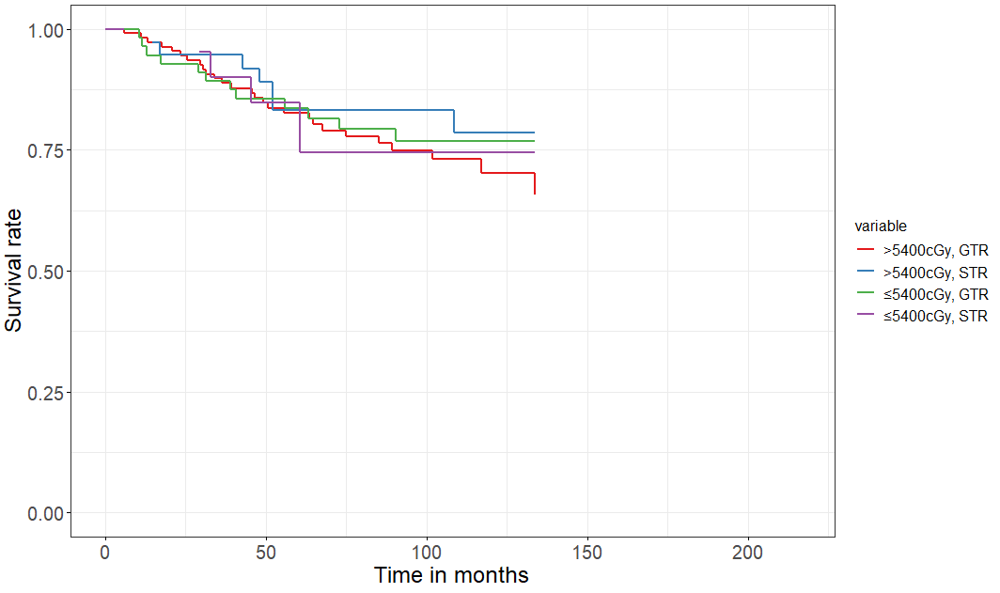 Survival rate
1.00
0.75
0.50
0.25
0.00
0 50 100 150 200
Time in months
variable
>5400cGy, GTR
>5400cGy, STR
≤5400cGy, GTR
≤5400cGy, STR